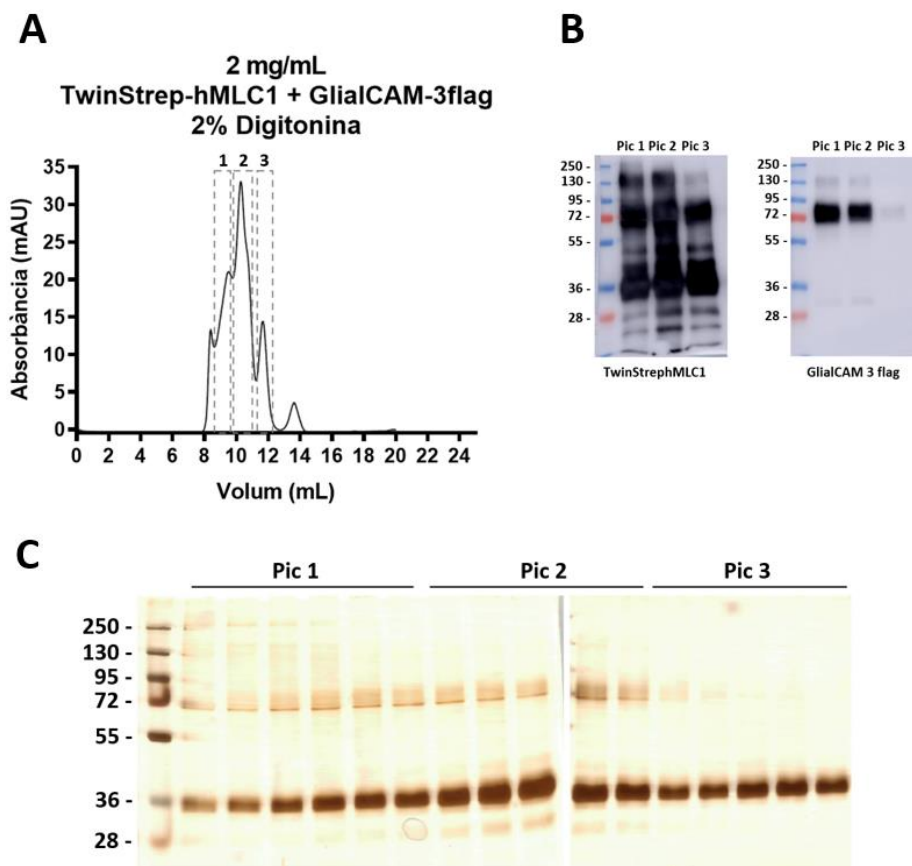 A
2 mg/mL
TwinStrep-hMLC1 + GlialCAM-3flag
2% Digitonina
1 2 3
Absorbància (mAU)
35
30
25
20
15
10
5
0
0 2 4 6 8 10 12 14 16 18 20 22 24
Volum (mL)
B
Pic 1 Pic 2 Pic 3
250 -
130 -
95 -
72 -
55 -
36 -
28 -
TwinStrephMLC1
Pic 1 Pic 2 Pic 3
250 -
130 -
95 -
72 -
55 -
36 -
28 -
GlialCAM 3 flag
C
Pic 1 Pic 2 Pic 3
250 -
130 -
95 -
72 -
55 -
36 -
28 -